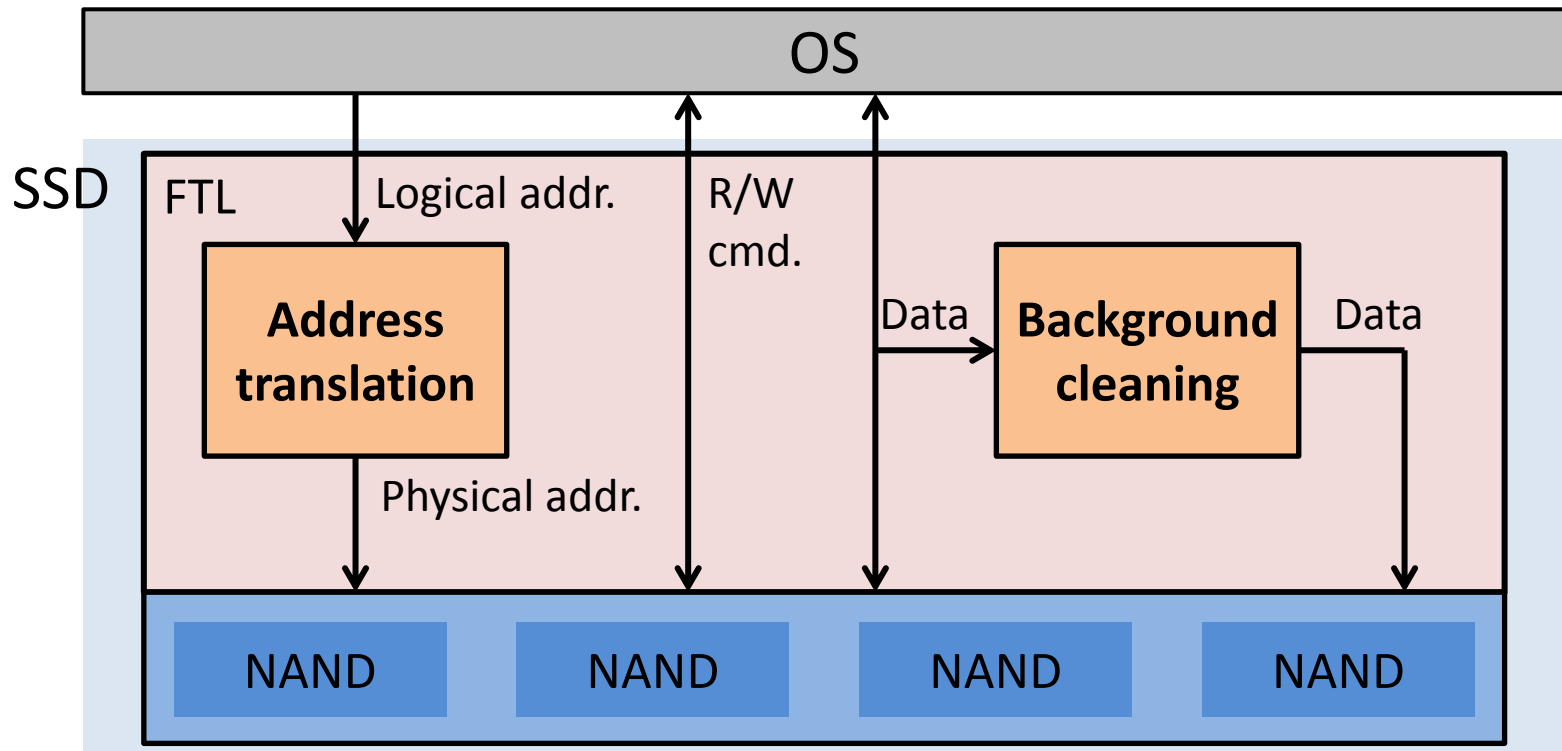 OS
SSD
FTL
Logical addr.
R/W
cmd.
Address
translation
Data
Background
cleaning
Data
Physical addr.
NAND
NAND
NAND
NAND